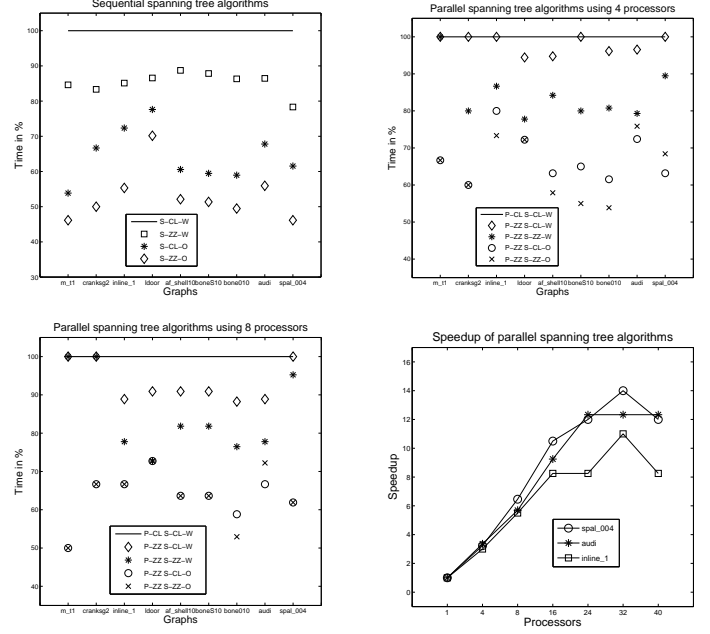 Sequential spanning tree algorithms
100
90
80
70
60
50
40
30
Time in %
S−CL−W
S−ZZ−W
S−CL−O
S−ZZ−O
m_t1 cranksg2 inline_1 ldoor af_shell10 boneS10 bone010 audi spal_004
Graphs
Parallel spanning tree algorithms using 4 processors
100
90
80
70
60
50
40
Time in %
P−CL S−CL−W
P−ZZ S−CL−W
P−ZZ S−ZZ−W
P−ZZ S−CL−O
P−ZZ S−ZZ−O
m_t1 cranksg2 inline_1 ldoor af_shell10 boneS10 bone010 audi spal_004
Graphs
Parallel spanning tree algorithms using 8 processors
100
90
80
70
60
50
40
Time in %
P−CL S−CL−W
P−ZZ S−CL−W
P−ZZ S−ZZ−W
P−ZZ S−CL−O
P−ZZ S−ZZ−O
m_t1 cranksg2 inline_1 ldoor af_shell10 boneS10 bone010 audi spal_004
Graphs
Speedup of parallel spanning tree algorithms
16
14
12
10
8
6
4
2
0
Speedup
spal_004
audi
inline_1
1 4 8 16 24 32 40
Processors